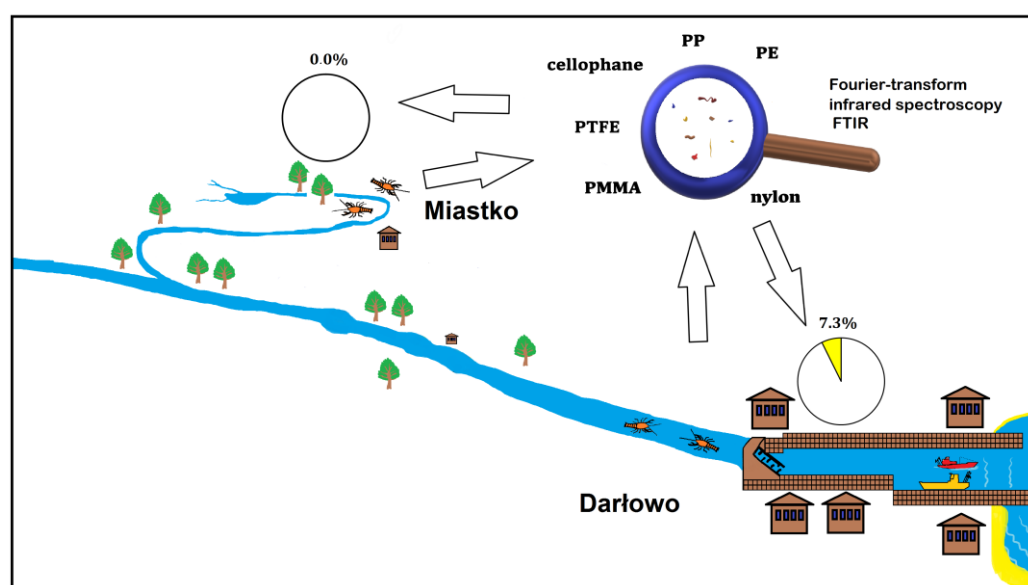 0.0%
PP
PE
cellophane
Fourier-transform
infrared spectroscopy
FTIR
PTFE
PMMA
nylon
Miastko
7.3%
Darłowo